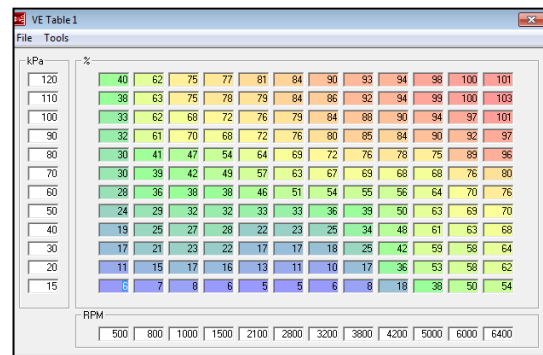 VE Table 1
File Tools
kPa %
120 40 62 75 77 81 84 90 93 94 98 100 101
110 38 63 75 78 79 84 86 92 94 99 100 103
100 33 62 68 72 76 79 84 88 90 94 97 101
90 32 61 70 68 72 76 80 85 84 90 92 97
80 30 41 47 54 64 69 72 76 78 75 89 96
70 30 39 42 49 57 63 67 69 68 68 76 80
60 28 36 38 38 46 51 54 55 56 64 70 76
50 24 29 32 32 33 33 36 39 50 63 69 70
40 19 25 27 28 22 23 25 34 48 61 63 68
30 17 21 23 22 17 17 18 25 42 59 58 64
20 11 15 17 16 13 11 10 17 36 53 58 62
15 6 7 8 6 5 5 6 8 18 38 50 54
RPM
500 800 1000 1500 2100 2800 3200 3800 4200 5000 6000 6400